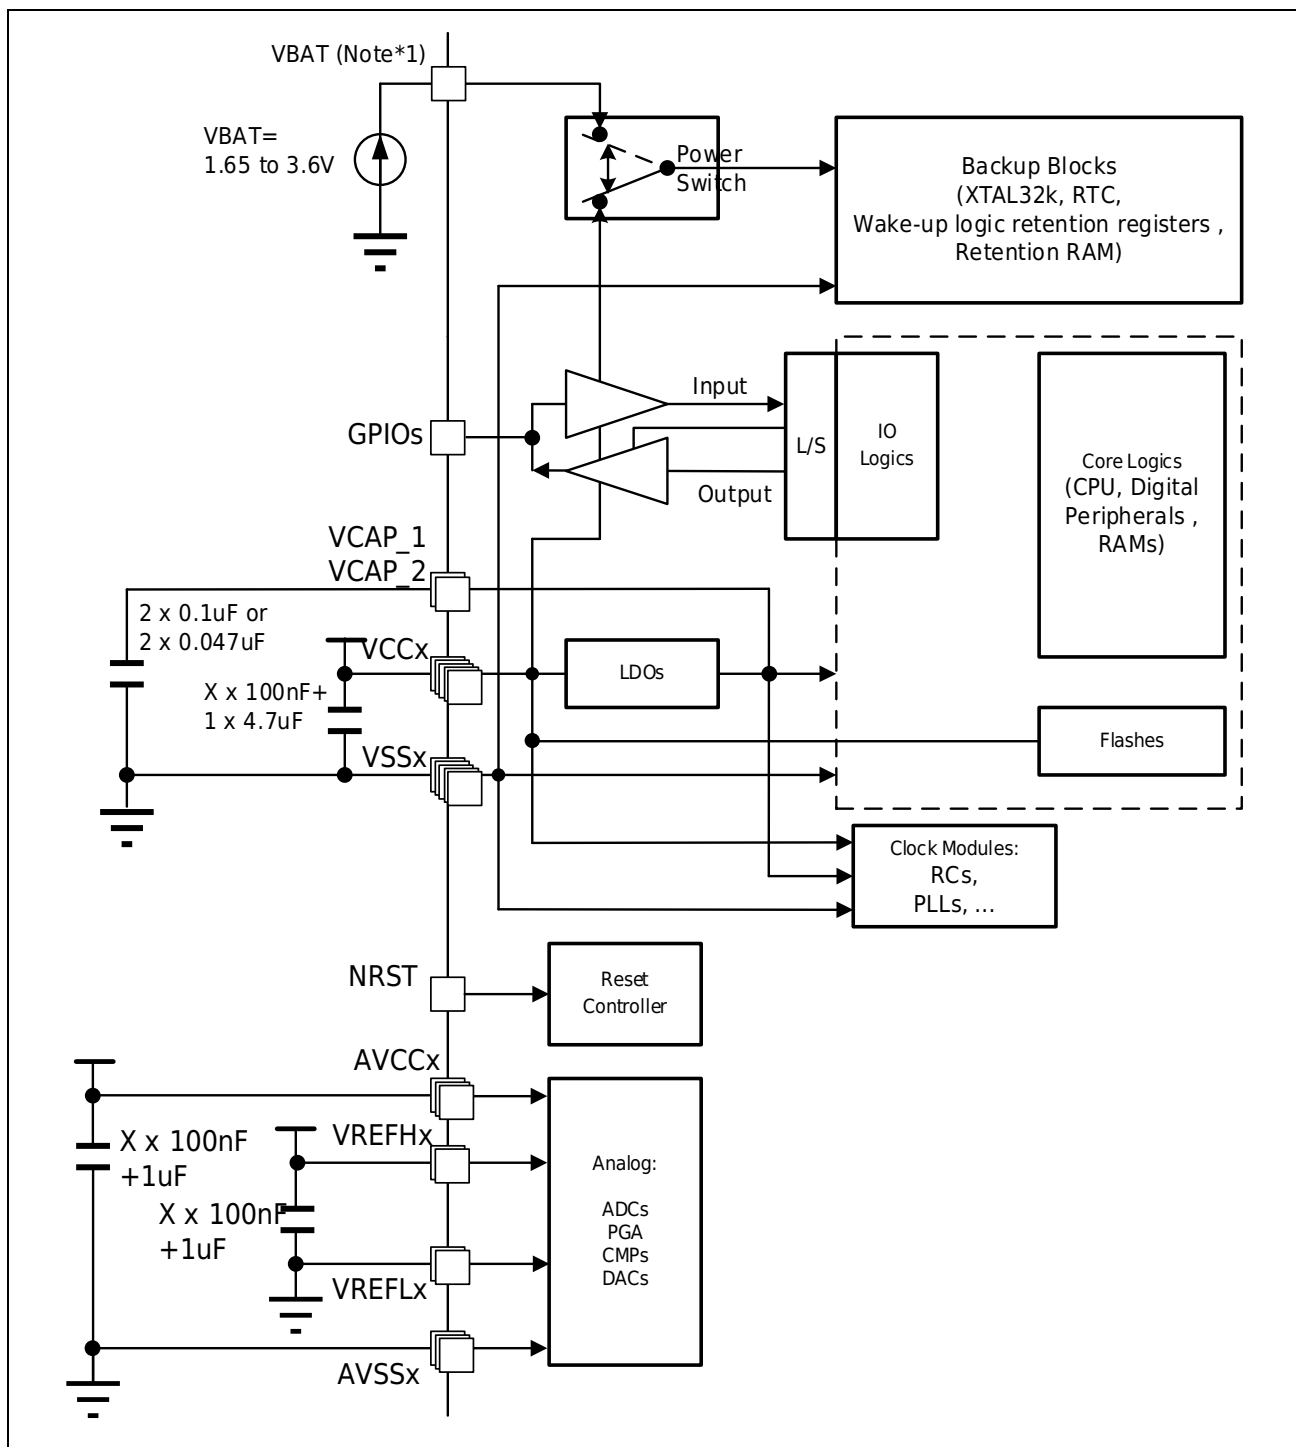 VBAT (Note*1)
VBAT=
1.65 to 3.6V
Power
Switch
Backup Blocks
(XTAL32k, RTC,
Wake-up logic retention registers ,
Retention RAM)
Input
GPIOs
L/S
IO
Logics
Output
Core Logics
(CPU, Digital
Peripherals ,
RAMs)
VCAP_1
VCAP_2
2 x 0.1uF or
2 x 0.047uF
VCCx
LDOs
X x 100nF+
1 x 4.7uF
VSSx
Flashes
Clock Modules:
RCs,
PLLs, ...
NRST
Reset
Controller
AVCCx
X x 100nF
+1uF
VREFHx
X x 100nF
+1uF
VREFLx
AVSSx
Analog:
ADCs
PGA
CMPs
DACs